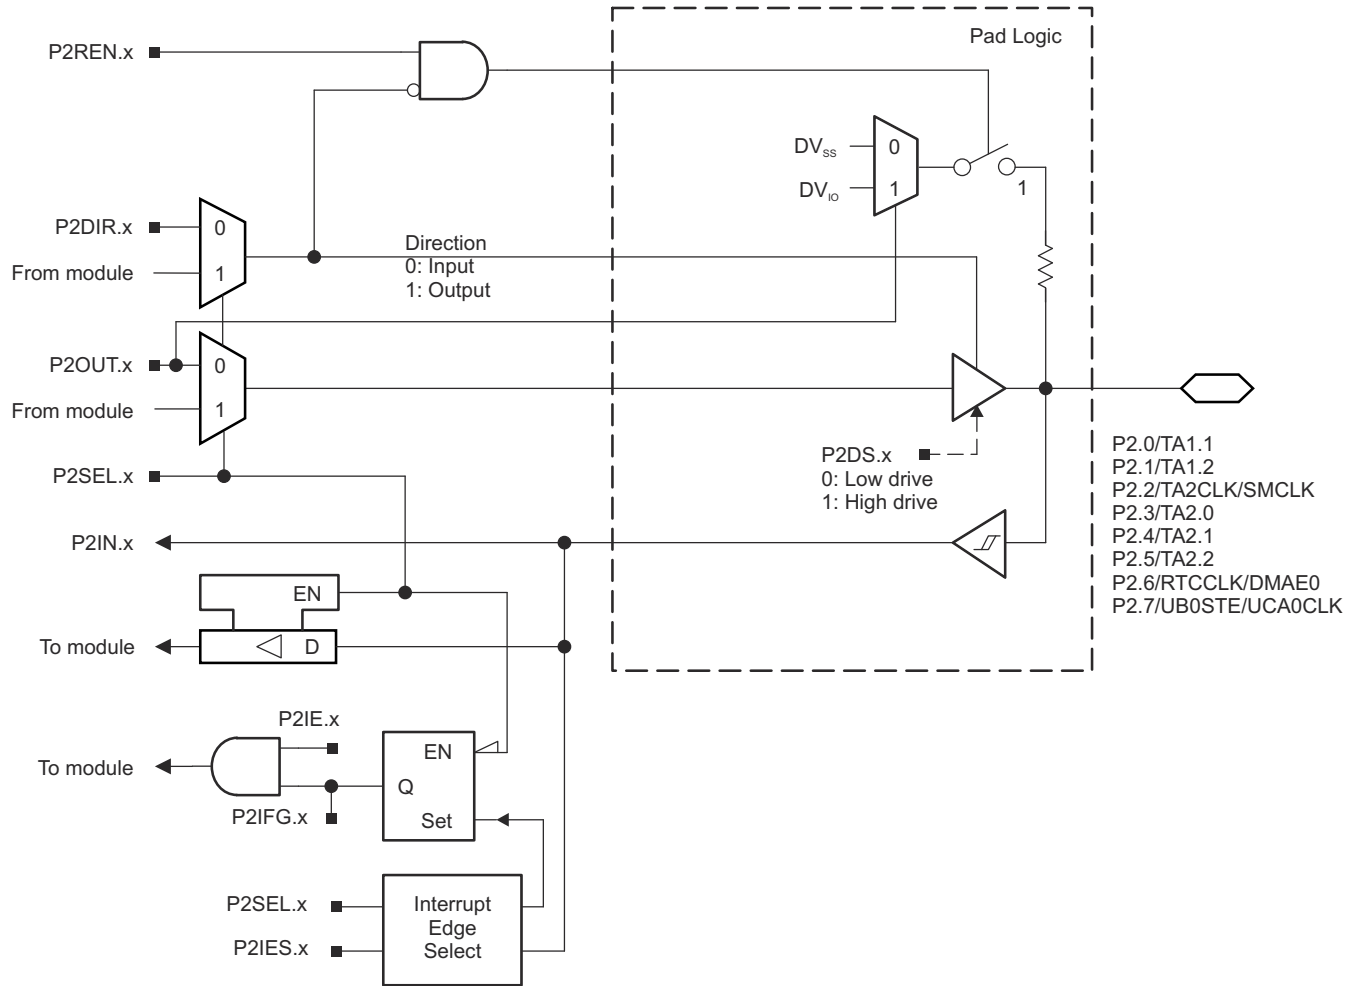 Pad Logic
P2REN.x
DVSS
0
DVIO
1
1
P2DIR.x
0
From module
1
Direction
0: Input
1: Output
P2OUT.x
0
From module
1
P2DS.x
0: Low drive
1: High drive
P2SEL.x
P2.0/TA1.1
P2.1/TA1.2
P2.2/TA2CLK/SMCLK
P2.3/TA2.0
P2.4/TA2.1
P2.5/TA2.2
P2.6/RTCCLK/DMAE0
P2.7/UB0STE/UCA0CLK
P2IN.x
EN
To module
D
P2IE.x
EN
To module
Q
P2IFG.x
Set
P2SEL.x
Interrupt
Edge
Select
P2IES.x